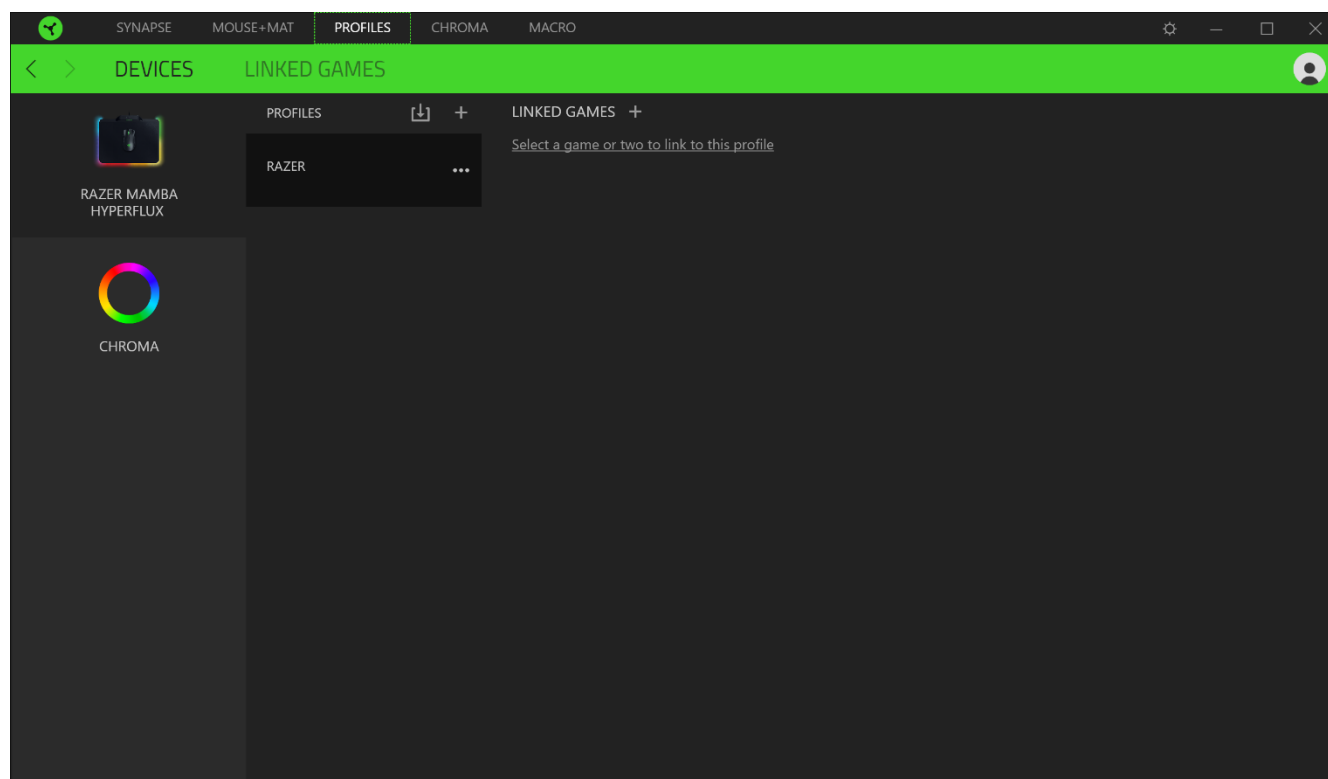 SYNAPSE MOUSE+MAT PROFILES CHROMA MACRO
DEVICES LINKED GAMES
RAZER MAMBA
HYPERFLUX
CHROMA
PROFILES
RAZER
LINKED GAMES
Select a game or two to link to this profile